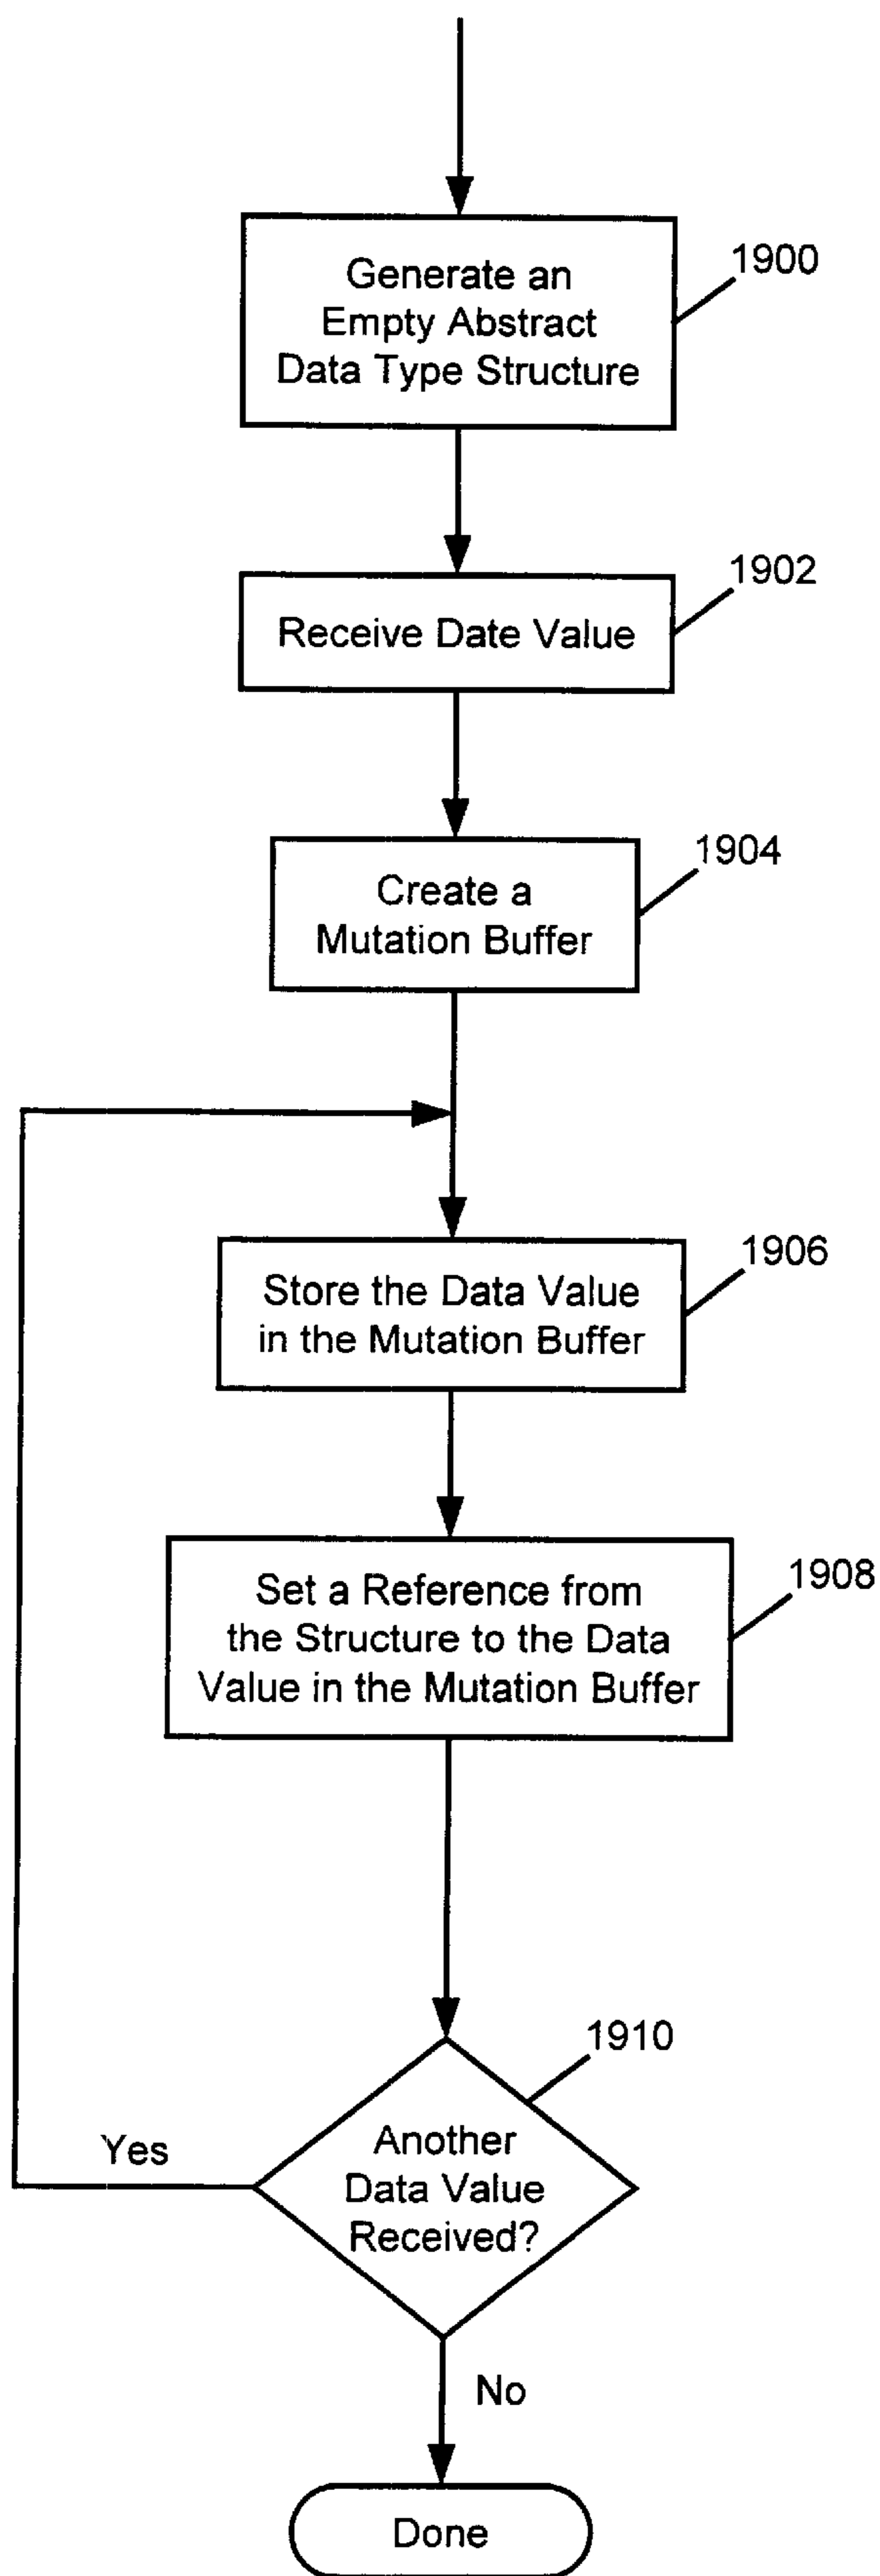 1900
Generate an
Empty Abstract
Data Type Structure
1902
Receive Date Value
1904
Create a
Mutation Buffer
1906
Store the Data Value
in the Mutation Buffer
1908
Set a Reference from
the Structure to the Data
Value in the Mutation Buffer
1910
Another
Data Value
Received?
Yes
No
Done